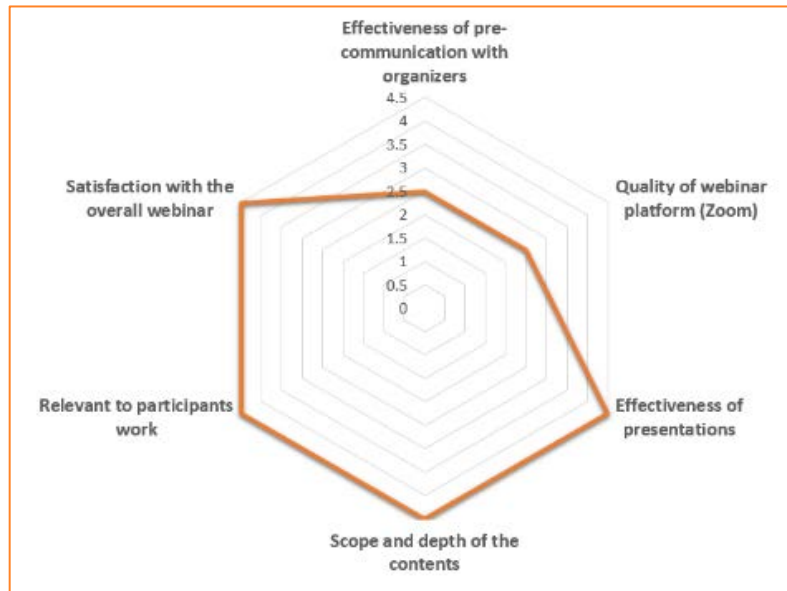 Effectiveness of pre-
communication with
organizers
4.5
4
3.5
3
2.5
2
1.5
1
0.5
0
Satisfaction with the
overall webinar
Quality of webinar
platform (Zoom)
Relevant to participants
work
Effectiveness of
presentations
Scope and depth of the
contents